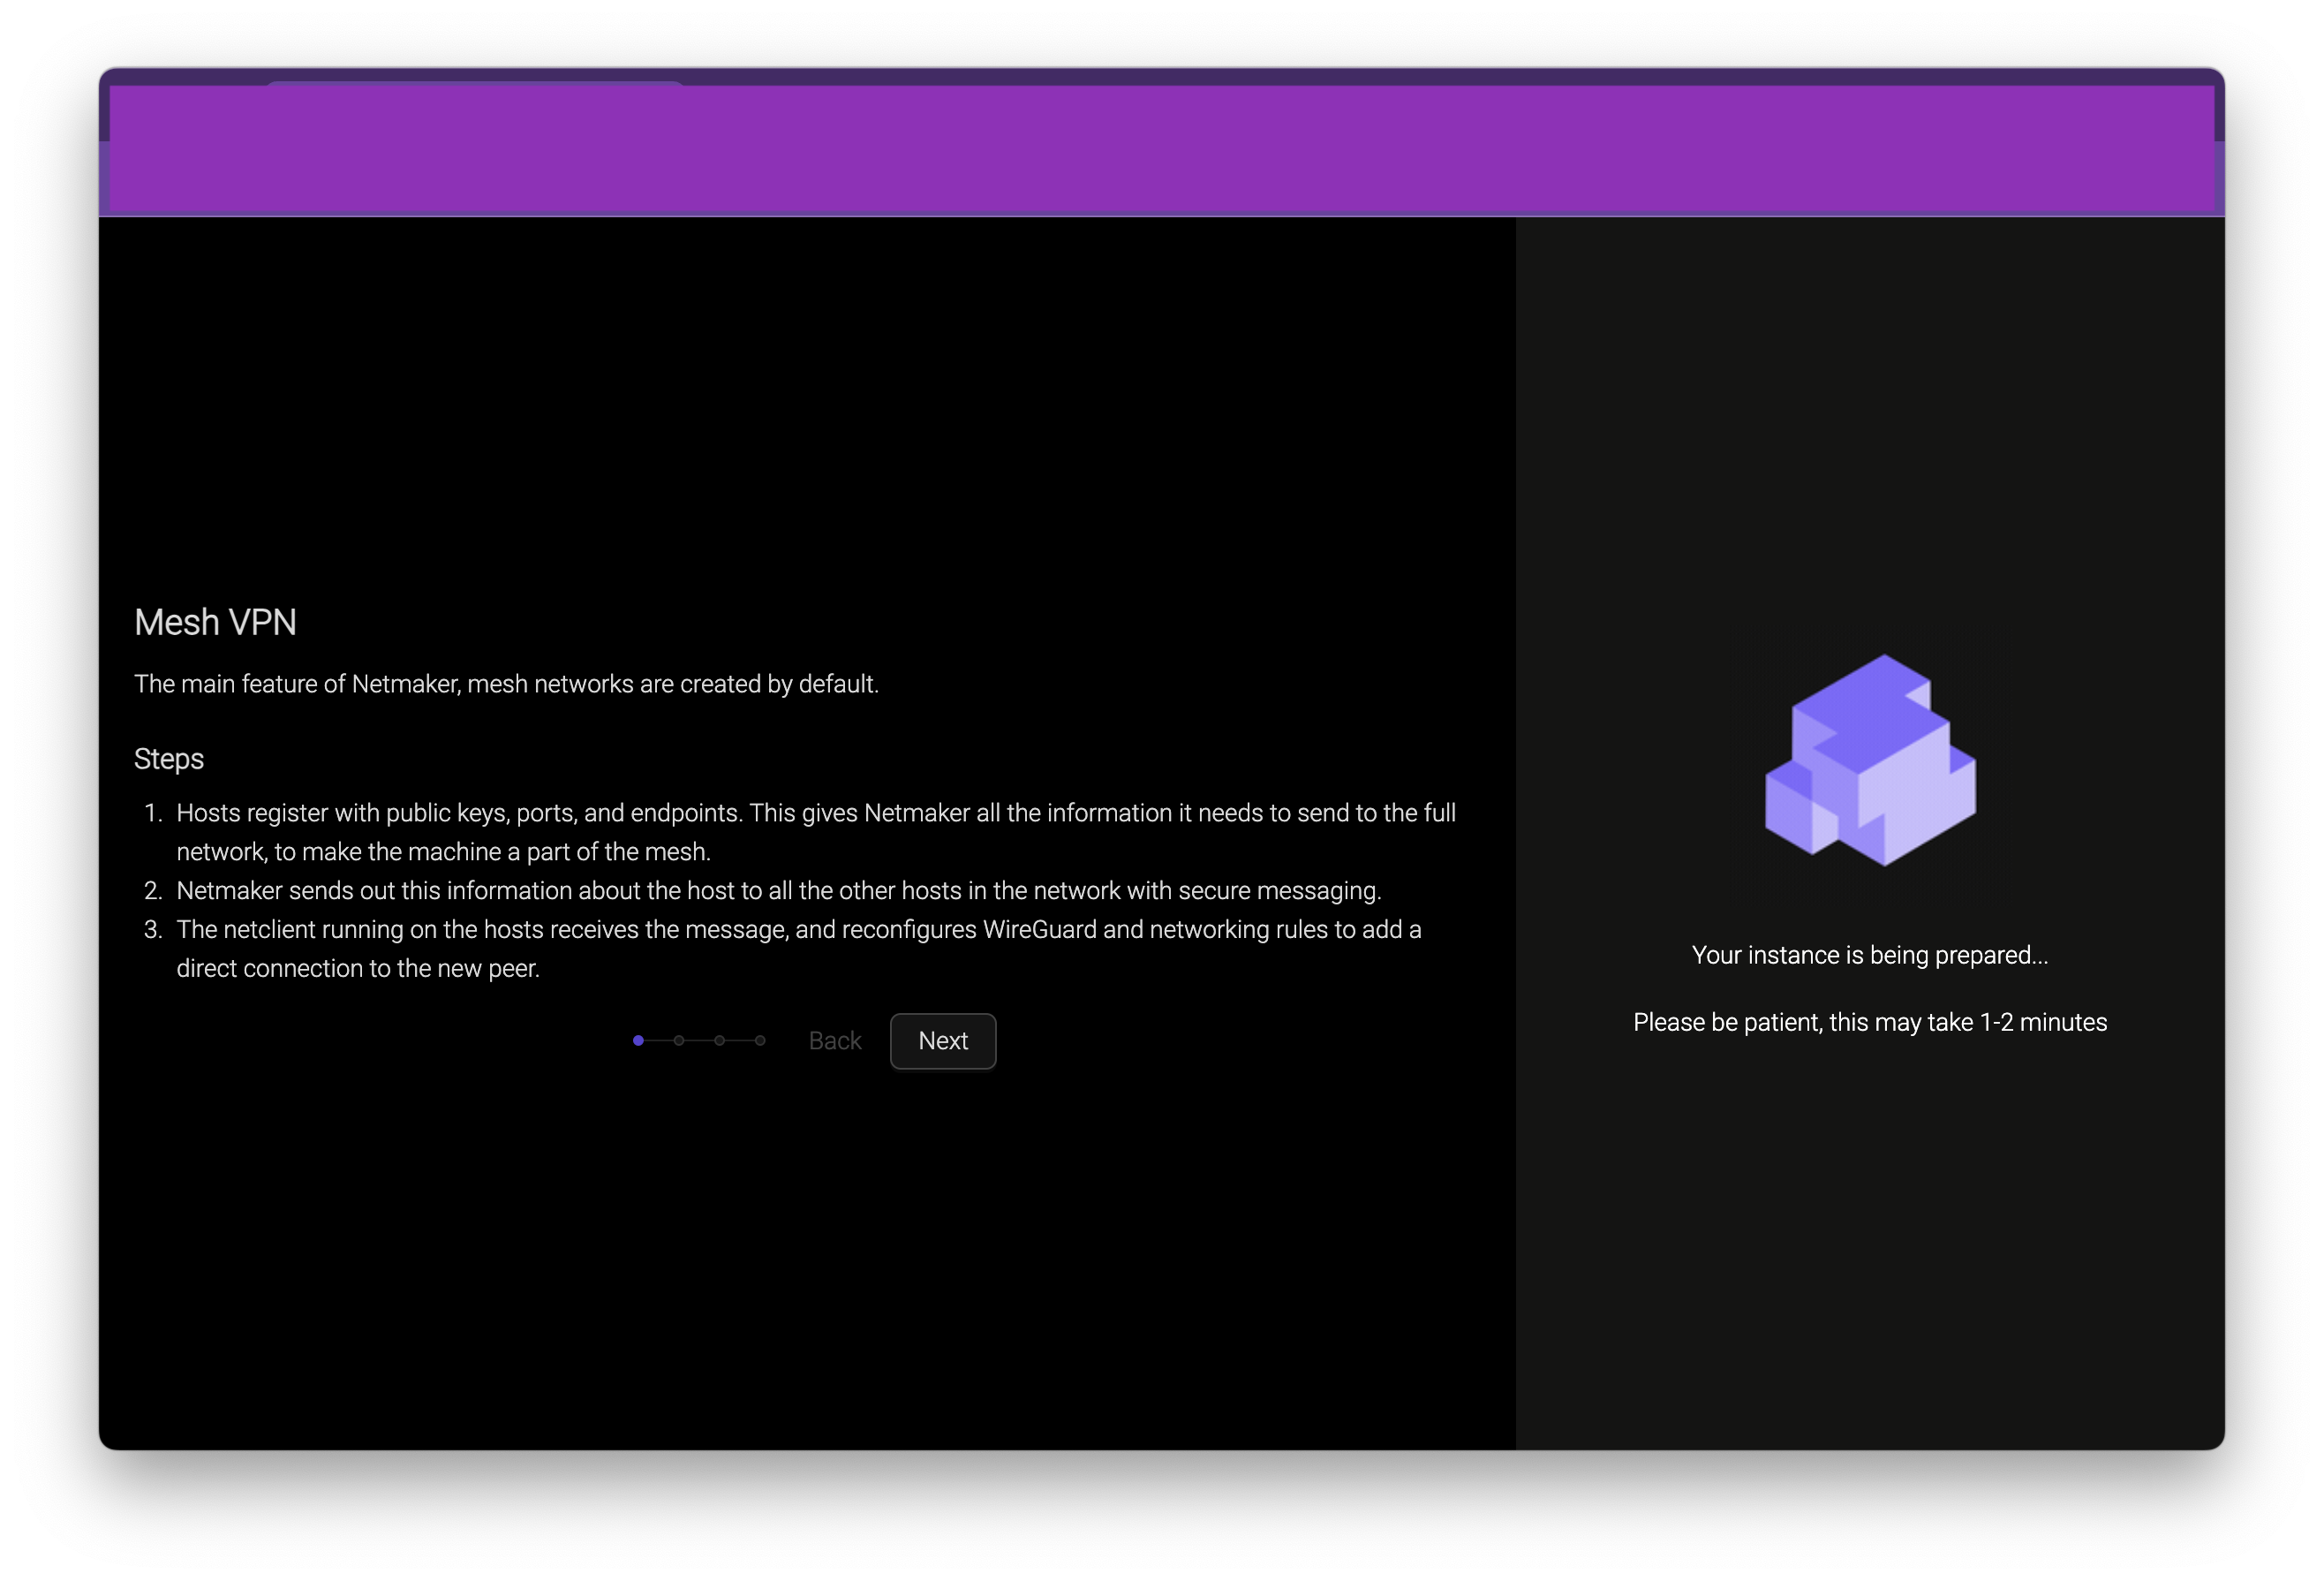 Mesh VPN
The main feature of Netmaker, mesh networks are created by default.
Steps
1. Hosts register with public keys, ports, and endpoints. This gives Netmaker all the information it needs to send to the full
network, to make the machine a part of the mesh.
2. Netmaker sends out this information about the host to all the other hosts in the network with secure messaging.
3. The netclient running on the hosts receives the message, and reconfigures WireGuard and networking rules to add a
direct connection to the new peer.
Back Next
Your instance is being prepared...
Please be patient, this may take 1-2 minutes